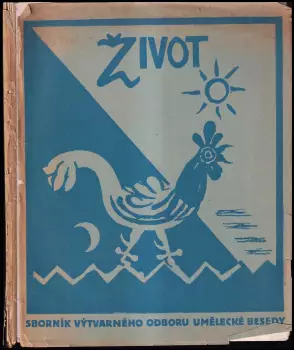 ŽIVOT
SBORNÍK VÝTVARNÉHO ODBORU UMĚLECKÉ BESEDY